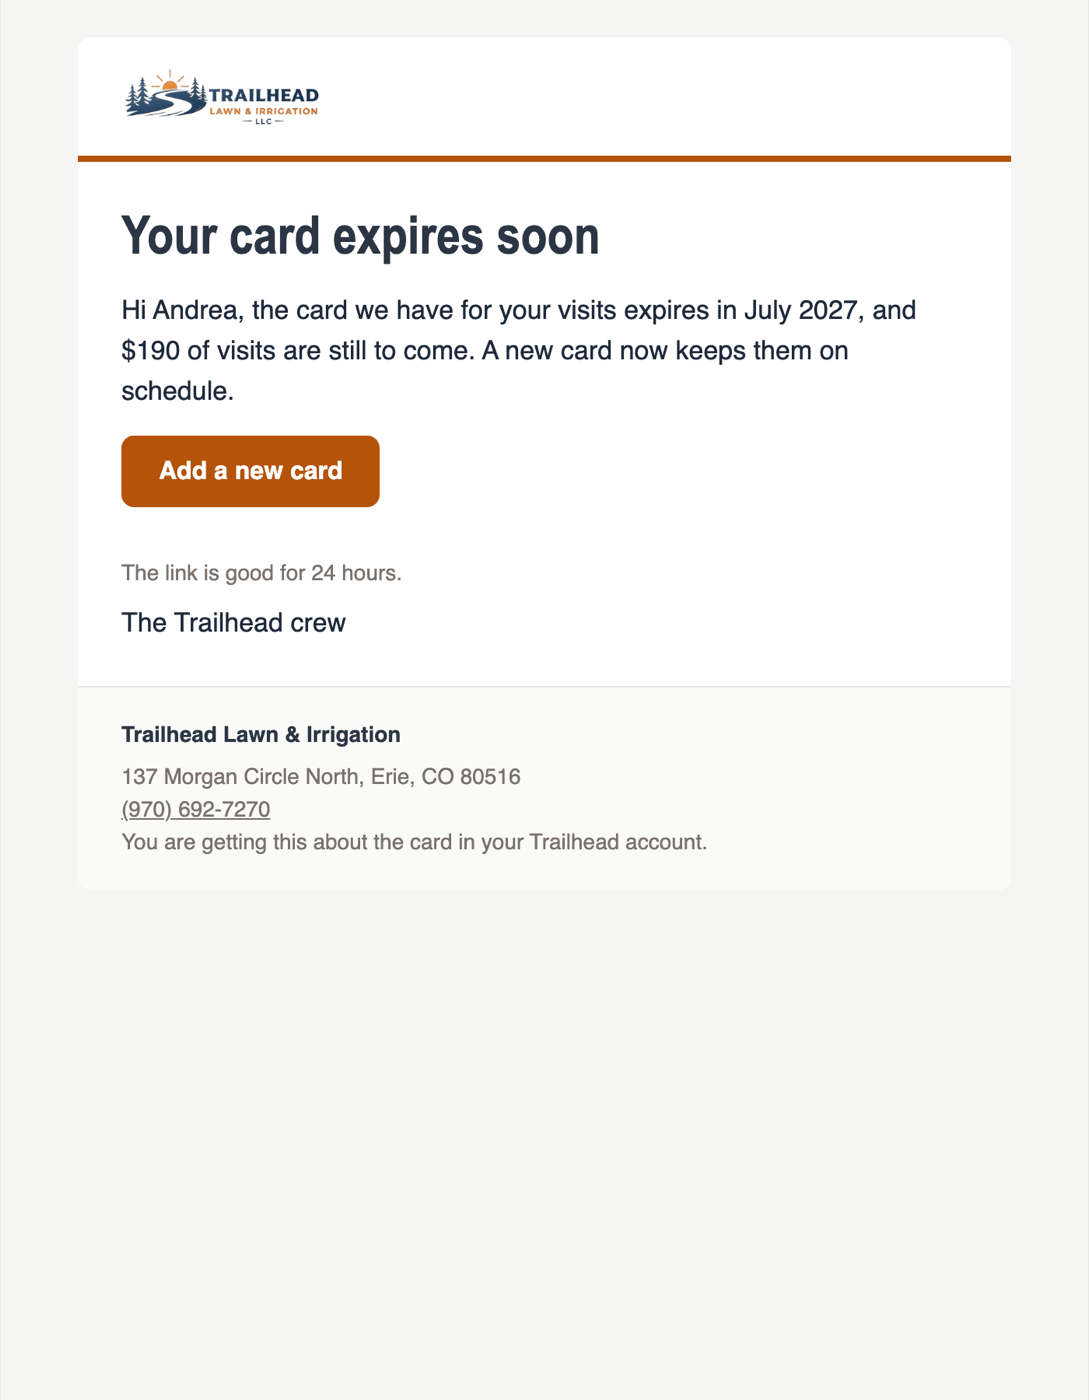 TRAILHEAD
LAWN & IRRIGATION
LLC
Your card expires soon
Hi Andrea, the card we have for your visits expires in July 2027, and
$190 of visits are still to come. A new card now keeps them on
schedule.
Add a new card
The link is good for 24 hours.
The Trailhead crew
Trailhead Lawn & Irrigation
137 Morgan Circle North, Erie, CO 80516
(970) 692-7270
You are getting this about the card in your Trailhead account.